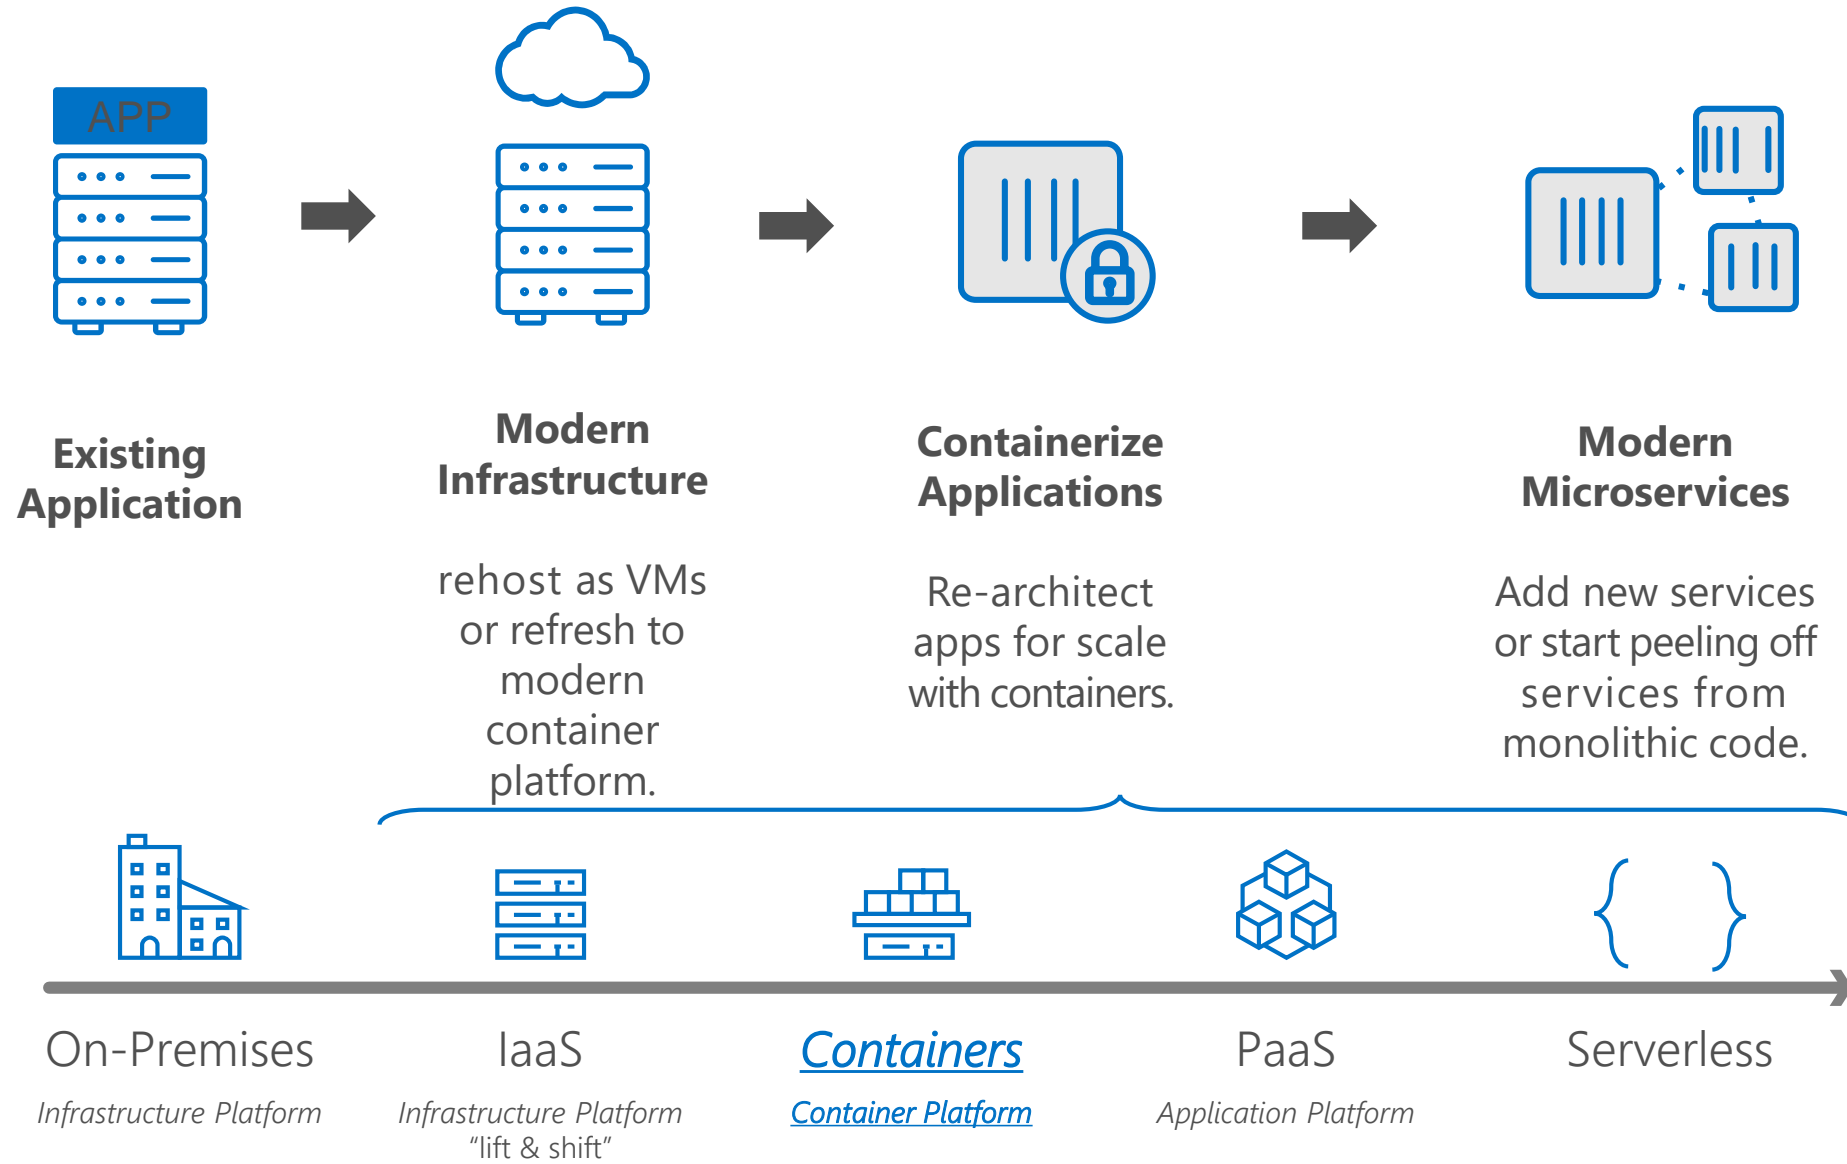 APP
Existing
Application
Modern
Infrastructure
rehost as VMs
or refresh to
modern
container
platform.
Containerize
Applications
Re-architect
apps for scale
with containers.
Modern
Microservices
Add new services
or start peeling off
services from
monolithic code.
On-Premises
Infrastructure Platform
IaaS
Infrastructure Platform
“lift & shift”
Containers
Container Platform
PaaS
Application Platform
Serverless